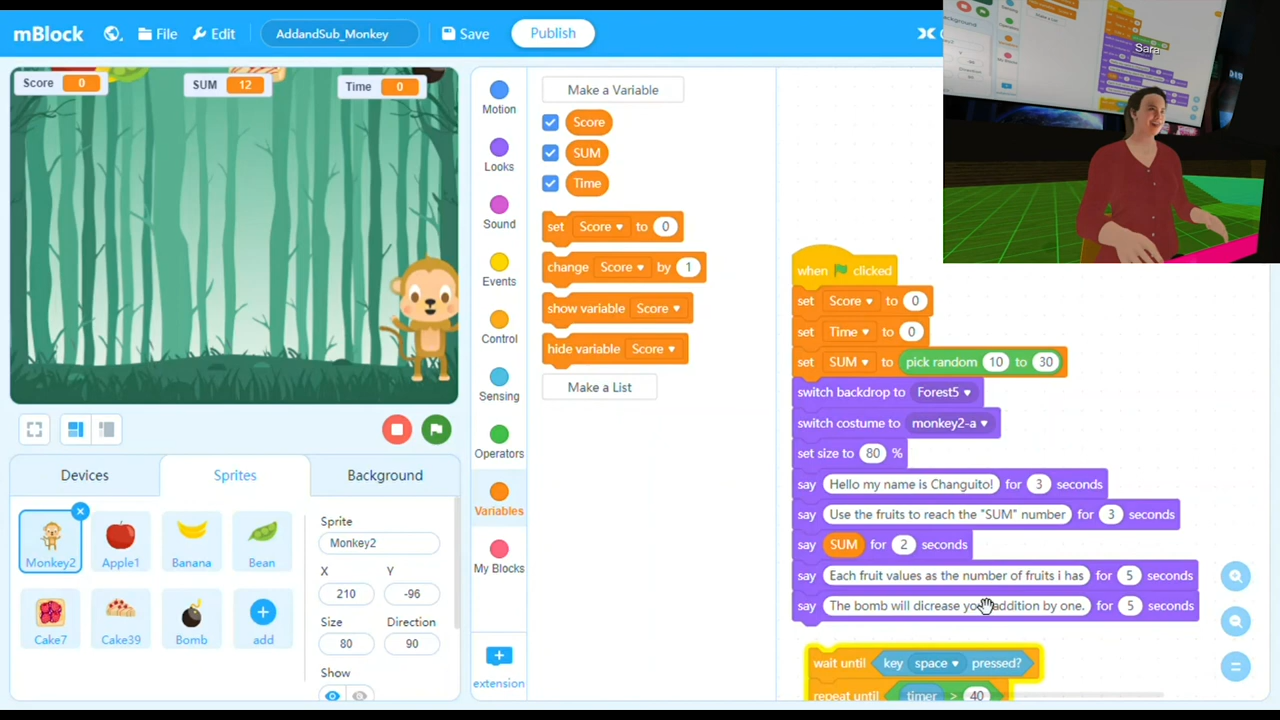 mBlock File Edit AddandSub_Monkey Save Publish
Sara
Score 0 SUM 12 Time 0
Motion
Looks
Sound
Events
Control
Sensing
Operators
Variables
My Blocks
extension
Make a Variable
Score
SUM
Time
set Score to 0
change Score by 1
show variable Score
hide variable Score
Make a List
when clicked
set Score to 0
set Time to 0
set SUM to pick random 10 to 30
switch backdrop to Forest5
switch costume to monkey2-a
set size to 80 %
say Hello my name is Changuito! for 3 seconds
say Use the fruits to reach the "SUM" number for 3 seconds
say SUM for 2 seconds
say Each fruit values as the number of fruits i has for 5 seconds
say The bomb will dicrease addition by one. for 5 seconds
wait until key space pressed?
repeat until timer > 40
Devices Sprites Background
Monkey2 Apple1 Banana Bean
Cake7 Cake39 Bomb add
Sprite
Monkey2
X Y
210 -96
Size Direction
80 90
Show